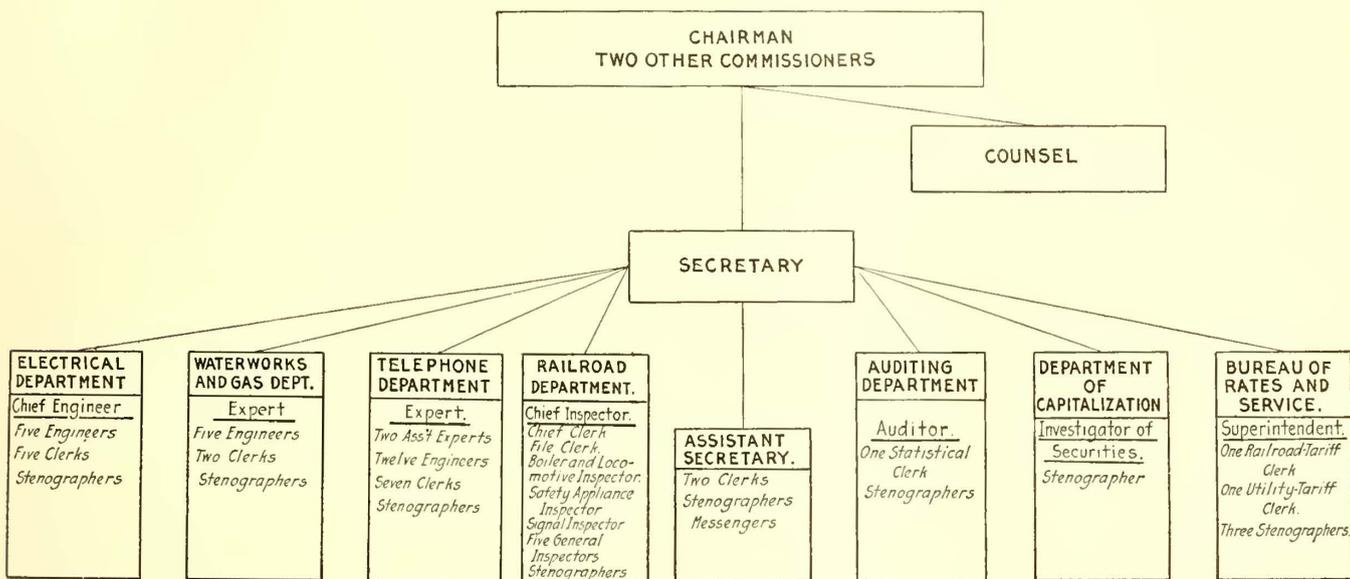 CHAIRMAN
TWO OTHER COMMISSIONERS
COUNSEL
SECRETARY
ELECTRICAL
DEPARTMENT
Chief Engineer
Five Engineers
Five Clerks
Stenographers
WATERWORKS
AND GAS DEPT.
Expert
Five Engineers
Two Clerks
Stenographers
TELEPHONE
DEPARTMENT
Expert.
Two Ass't Experts
Twelve Engineers
Seven Clerks
Stenographers
RAILROAD
DEPARTMENT.
Chief Inspector.
Chief Clerk
File Clerk.
Boiler and Loco-
motive Inspector.
Safety Appliance
Inspector
Signal Inspector
Five General
Inspectors
Stenographers
ASSISTANT
SECRETARY.
Two Clerks
Stenographers
Messengers
AUDITING
DEPARTMENT
Auditor.
One Statistical
Clerk
Stenographers
DEPARTMENT
OF
CAPITALIZATION
Investigator of
Securities.
Stenographer
BUREAU OF
RATES AND
SERVICE.
Superintendent.
One Railroad-Tariff
Clerk
One Utility-Tariff
Clerk.
Three Stenographers.